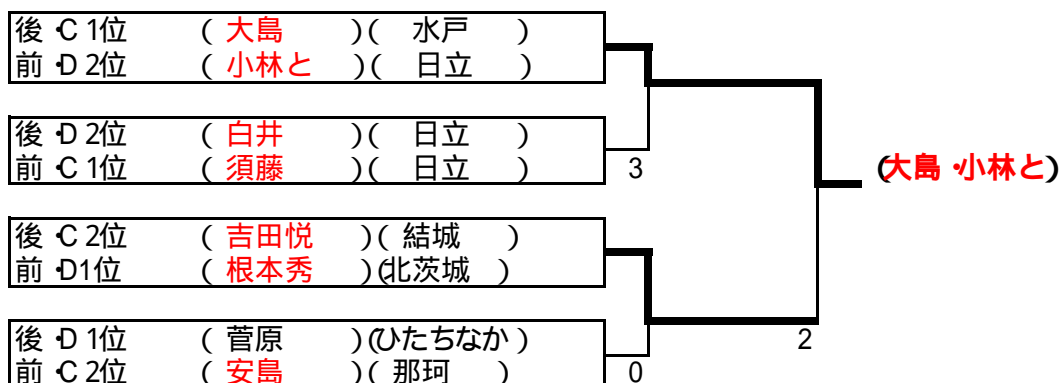 後・C 1位 ( 大島 )( 水戸 )
前・D 2位 ( 小林と )( 日立 )
後・D 2位 ( 白井 )( 日立 )
前・C 1位 ( 須藤 )( 日立 )
3
(大島・小林と)
後・C 2位 ( 吉田悦 )( 結城 )
前・D1位 ( 根本秀 )(北茨城 )
後・D 1位 ( 菅原 )(ひたちなか )
2
前・C 2位 ( 安島 )( 那珂 )
0